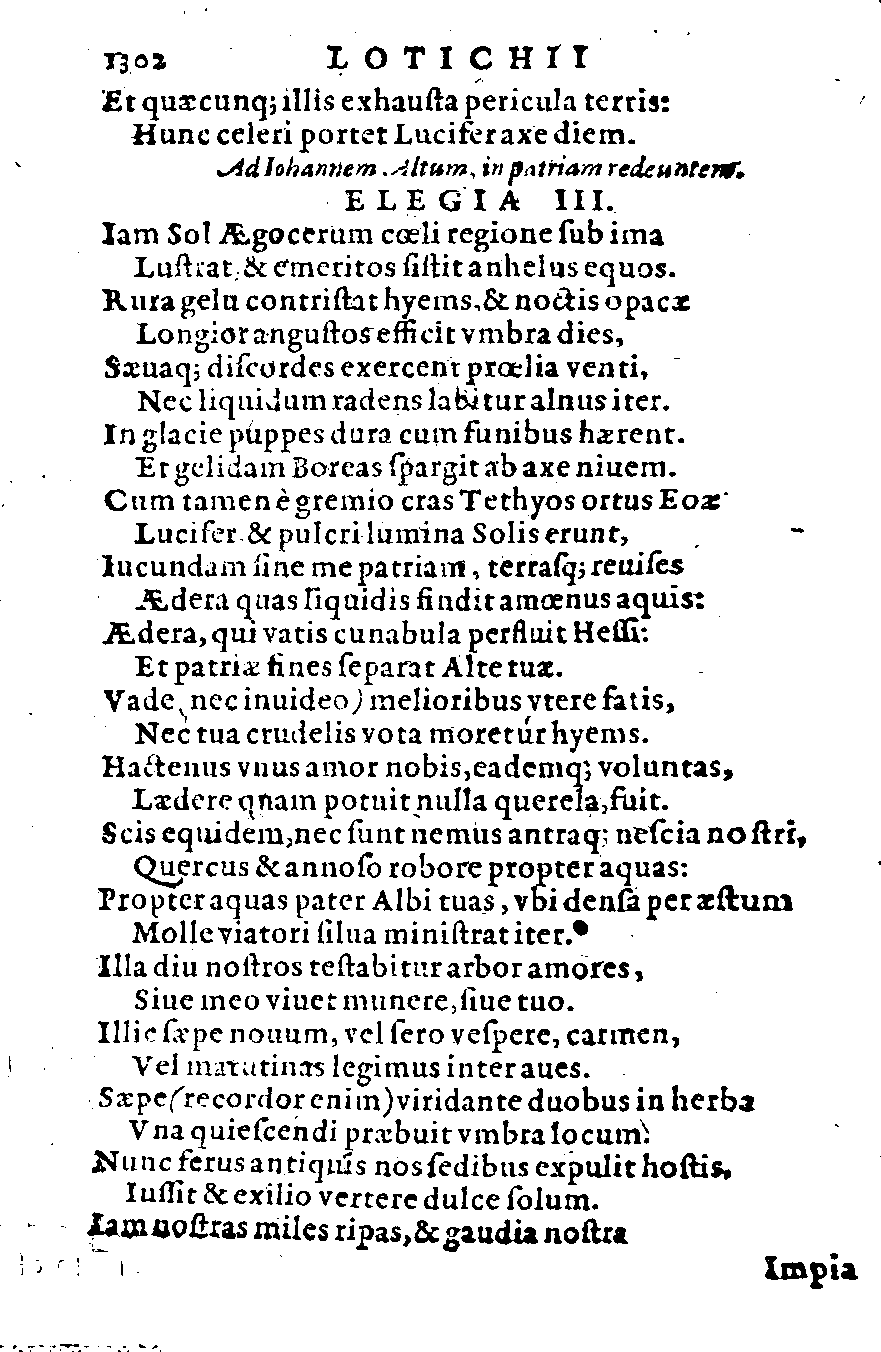 1302 LOTICHII
Et quæcunq; illis exhausta pericula terris:
Hunc celeri portet Lucifer axe diem.
Ad Iohannem Altum, in patriam redeuntem.
ELEGIA III.
Iam Sol Ægocerum cœli regione ſub ima
Luſtrat, & emeritos ſiſtit anhelus equos.
Rura gelu contriſtat hyems, & noctis opacæ
Longior anguſtos efficit vmbra dies,
Sæuaq; diſcordes exercent prœlia venti,
Nec liquidum radens labitur alnus iter.
In glacie puppes dura cum funibus hærent.
Et gelidam Boreas ſpargit ab axe niuem.
Cum tamen è gremio cras Tethyos ortus Eoæ
Lucifer & pulcri lumina Solis erunt,
Iucundam ſine me patriam, terraſq; reuiſes
Ædera quas liquidis findit amœnus aquis:
Ædera, qui vatis cunabula perfluit Heſſi:
Et patriæ fines ſeparat Alte tuæ.
Vade, nec inuideo) melioribus vtere fatis,
Nec tua crudelis vota moretúr hyems.
Hactenus vnus amor nobis, eademq; voluntas,
Lædere qnam potuit nulla querela, fuit.
Scis equidem, nec ſunt nemus antraq; neſcia noſtri,
Quercus & annoſo robore propter aquas:
Propter aquas pater Albi tuas, vbi denſa per æſtum
Molle viatori ſilua miniſtrat iter.
Illa diu noſtros teſtabitur arbor amores,
Siue meo viuet munere, ſiue tuo.
Illic ſæpe nouum, vel ſero veſpere, carmen,
Vel matutinas legimus inter aues.
Sæpe (recordor enim) viridante duobus in herba
Vna quieſcendi præbuit vmbra locum:
Nunc ferus antiquis nos ſedibus expulit hoſtis,
Iuſſit & exilio vertere dulce ſolum.
Iam noſtras miles ripas, & gaudia noſtra
Impia